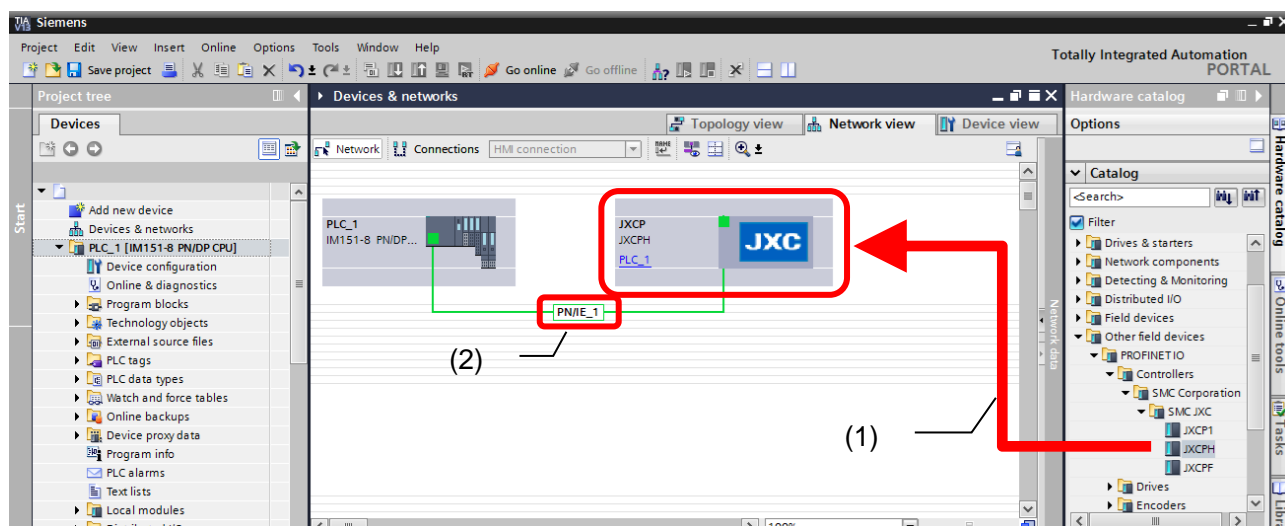 TIA
V13
Siemens
Project Edit View Insert Online Options Tools Window Help
Save project
Go online Go offline
Totally Integrated Automation
PORTAL
Project tree
Devices & networks
Hardware catalog
Devices
Topology view Network view Device view
Options
Network Connections HMI connection
Catalog
<Search>
Filter
Start
Add new device
Devices & networks
PLC_1 [IM151-8 PN/DP CPU]
Device configuration
Online & diagnostics
Program blocks
Technology objects
External source files
PLC tags
PLC data types
Watch and force tables
Online backups
Device proxy data
Program info
PLC alarms
Text lists
Local modules
PLC_1
IM151-8 PN/DP...
JXCP
JXCPH
PLC_1
JXC
PN/IE_1
(2)
(1)
100%
Network data
Drives & starters
Network components
Detecting & Monitoring
Distributed I/O
Field devices
Other field devices
PROFINET IO
Controllers
SMC Corporation
SMC JXC
JXCP1
JXCPH
JXCPF
Drives
Encoders
Hardware catalog
Online tools
Tasks